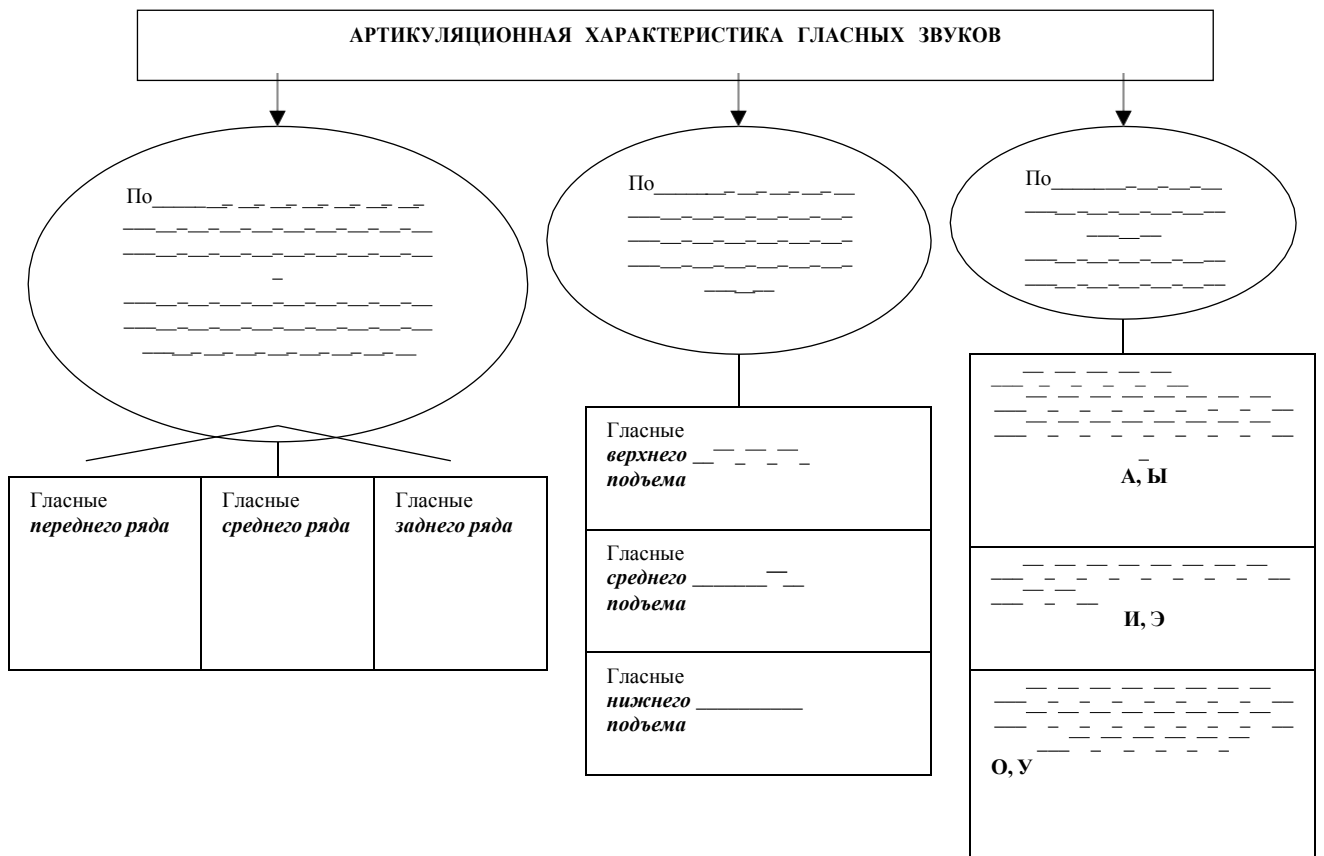 АРТИКУЛЯЦИОННАЯ ХАРАКТЕРИСТИКА ГЛАСНЫХ ЗВУКОВ
По
По
По
Гласные
переднего ряда
Гласные
среднего ряда
Гласные
заднего ряда
Гласные
верхнего
подъема
Гласные
среднего
подъема
Гласные
нижнего
подъема
А, Ы
И, Э
О, У